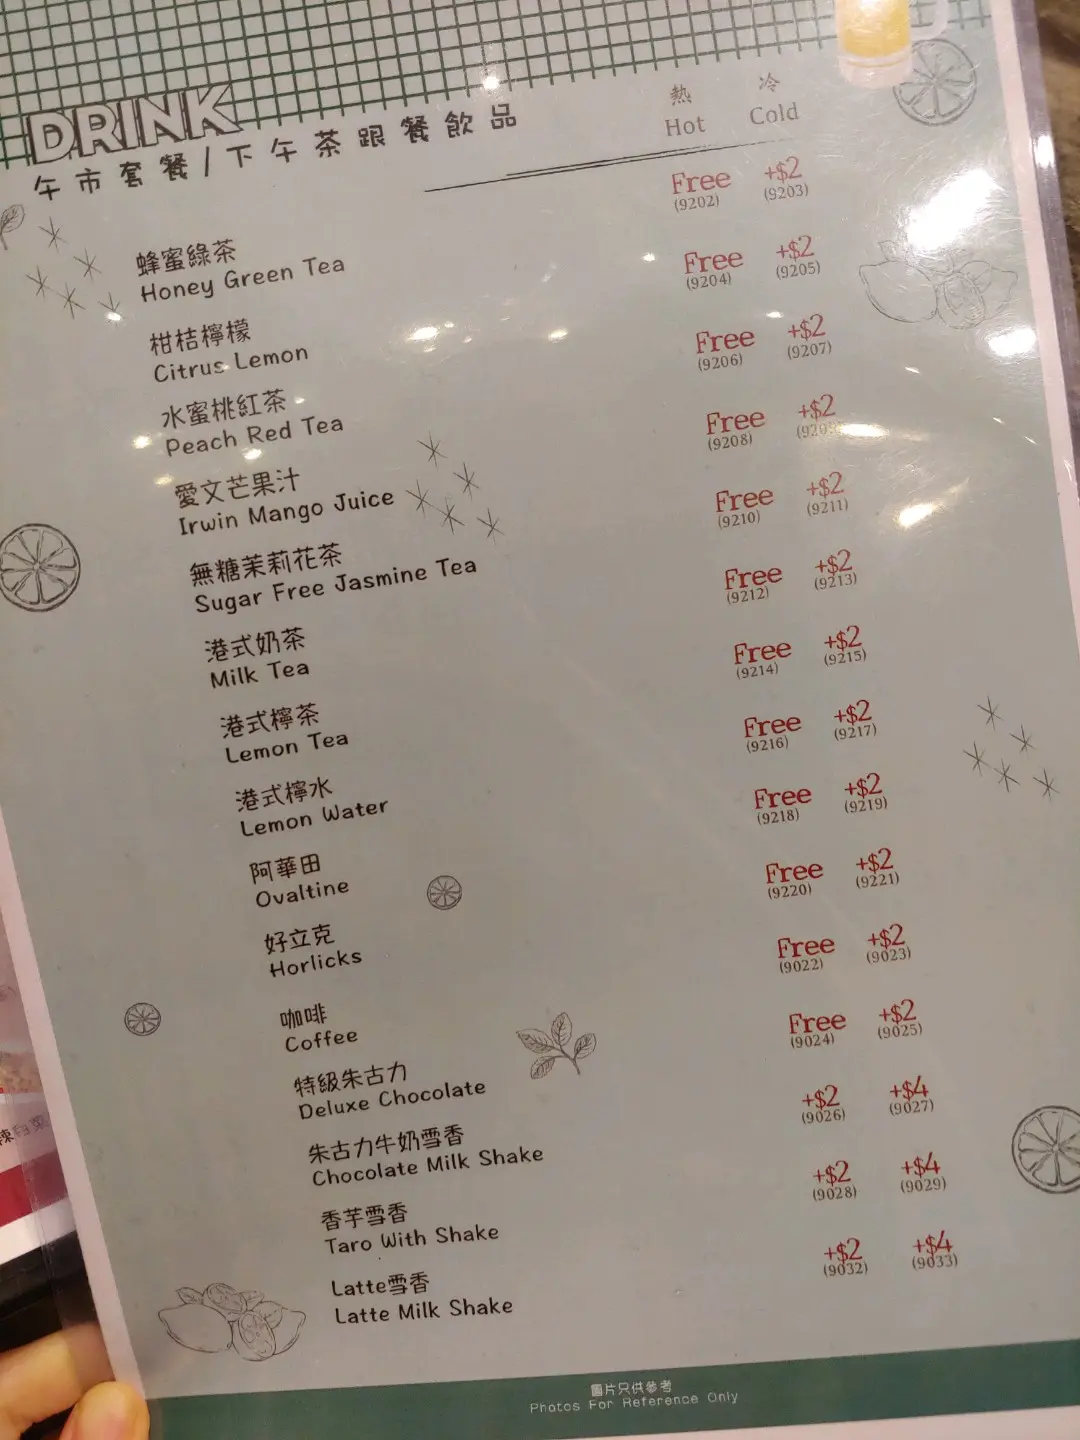 DRINK
午市套餐/下午茶跟餐飲品
熱 冷
Hot Cold
蜂蜜綠茶 Free +$2
Honey Green Tea (9202) (9203)
柑桔檸檬 Free +$2
Citrus Lemon (9204) (9205)
水蜜桃紅茶 Free +$2
Peach Red Tea (9206) (9207)
愛文芒果汁 Free +$2
Irwin Mango Juice (9208) (9209)
無糖茉莉花茶 Free +$2
Sugar Free Jasmine Tea (9210) (9211)
港式奶茶 Free +$2
Milk Tea (9212) (9213)
港式檸茶 Free +$2
Lemon Tea (9214) (9215)
港式檸水 Free +$2
Lemon Water (9216) (9217)
阿華田 Free +$2
Ovaltine (9218) (9219)
好立克 Free +$2
Horlicks (9220) (9221)
咖啡 Free +$2
Coffee (9022) (9023)
特級朱古力 Free +$2
Deluxe Chocolate (9024) (9025)
朱古力牛奶雪香 +$2 +$4
Chocolate Milk Shake (9026) (9027)
香芋雪香 +$2 +$4
Taro With Shake (9028) (9029)
Latte雪香 +$2 +$4
Latte Milk Shake (9032) (9033)
圖片只供參考
Photos For Reference Only